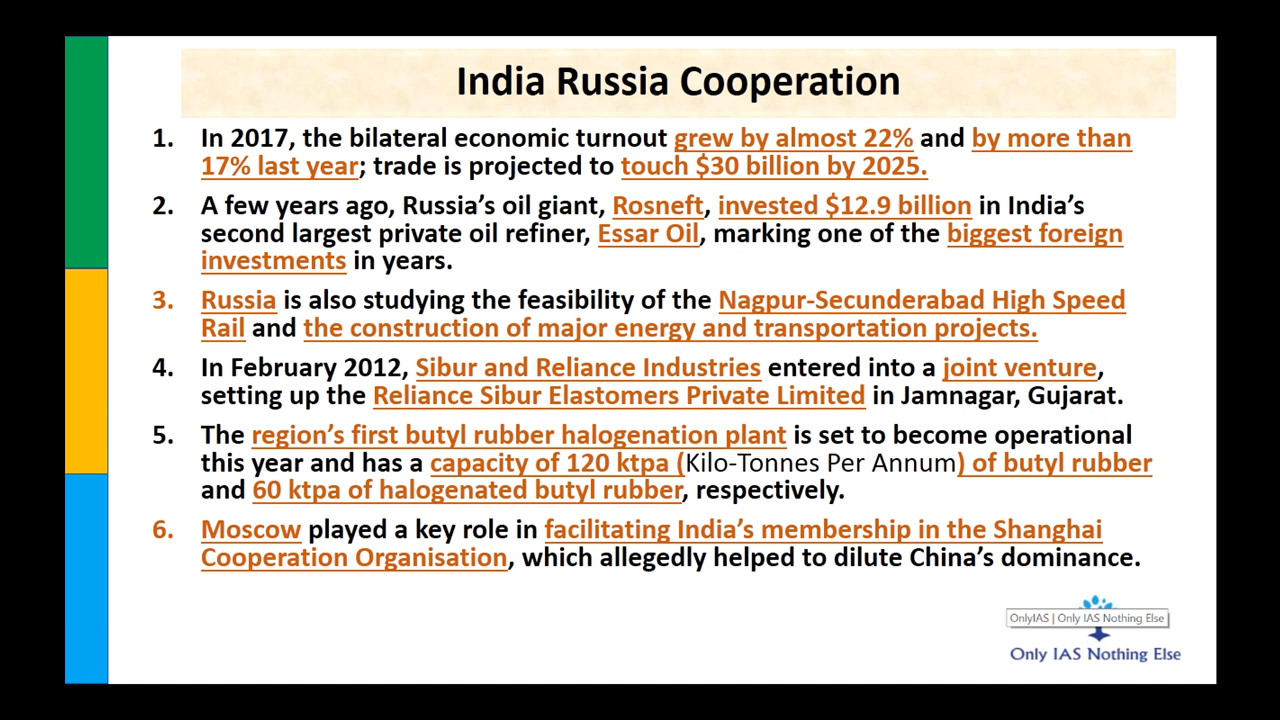 India Russia Cooperation
1. In 2017, the bilateral economic turnout grew by almost 22% and by more than
17% last year; trade is projected to touch $30 billion by 2025.
2. A few years ago, Russia’s oil giant, Rosneft, invested $12.9 billion in India’s
second largest private oil refiner, Essar Oil, marking one of the biggest foreign
investments in years.
3. Russia is also studying the feasibility of the Nagpur-Secunderabad High Speed
Rail and the construction of major energy and transportation projects.
4. In February 2012, Sibur and Reliance Industries entered into a joint venture,
setting up the Reliance Sibur Elastomers Private Limited in Jamnagar, Gujarat.
5. The region’s first butyl rubber halogenation plant is set to become operational
this year and has a capacity of 120 ktpa (Kilo-Tonnes Per Annum) of butyl rubber
and 60 ktpa of halogenated butyl rubber, respectively.
6. Moscow played a key role in facilitating India’s membership in the Shanghai
Cooperation Organisation, which allegedly helped to dilute China’s dominance.
OnlyIAS | Only IAS Nothing Else
Only IAS Nothing Else